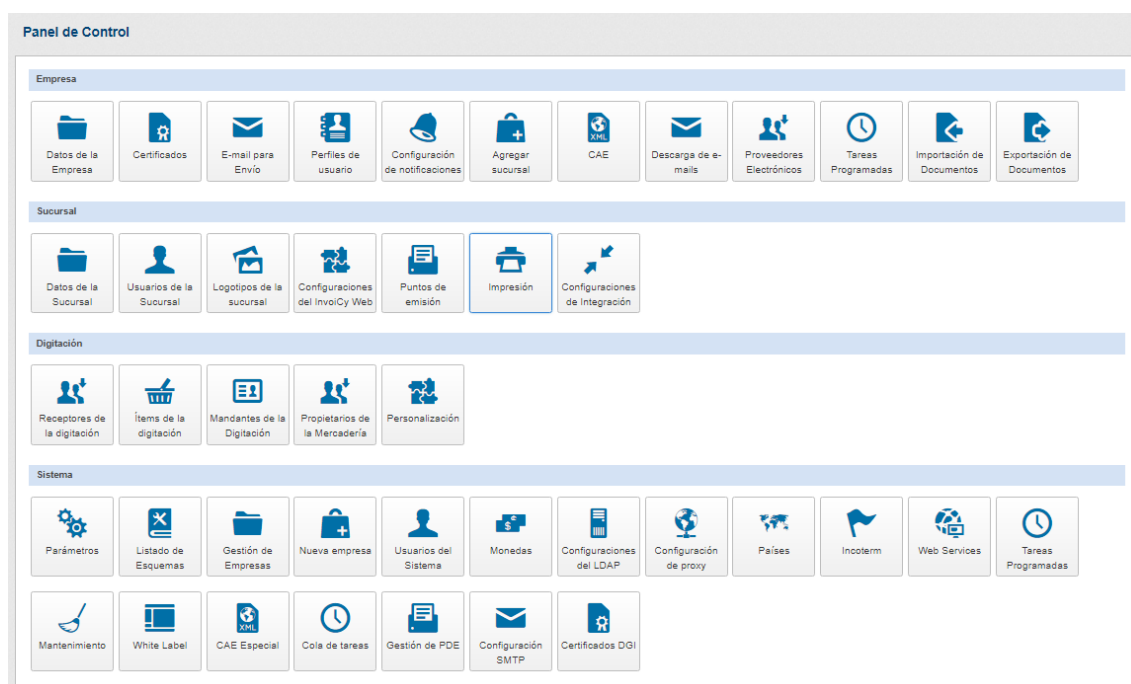 Panel de Control
Empresa
Datos de la Empresa
Certificados
E-mail para Envío
Perfiles de usuario
Configuración de notificaciones
Agregar sucursal
XML
CAE
Descarga de e-mails
Proveedores Electrónicos
Tareas Programadas
Importación de Documentos
Exportación de Documentos
Sucursal
Datos de la Sucursal
Usuarios de la Sucursal
Logotipos de la sucursal
Configuraciones del InvoiCy Web
Puntos de emisión
Impresión
Configuraciones de Integración
Digitación
Receptores de la digitación
Ítems de la digitación
Mandantes de la Digitación
Propietarios de la Mercadería
Personalización
Sistema
Parámetros
Listado de Esquemas
Gestión de Empresas
Nueva empresa
Usuarios del Sistema
Monedas
Configuraciones del LDAP
Configuración de proxy
Países
Incoterm
Web Services
Tareas Programadas
Mantenimiento
White Label
XML
CAE Especial
Cola de tareas
Gestión de PDE
Configuración SMTP
Certificados DGI